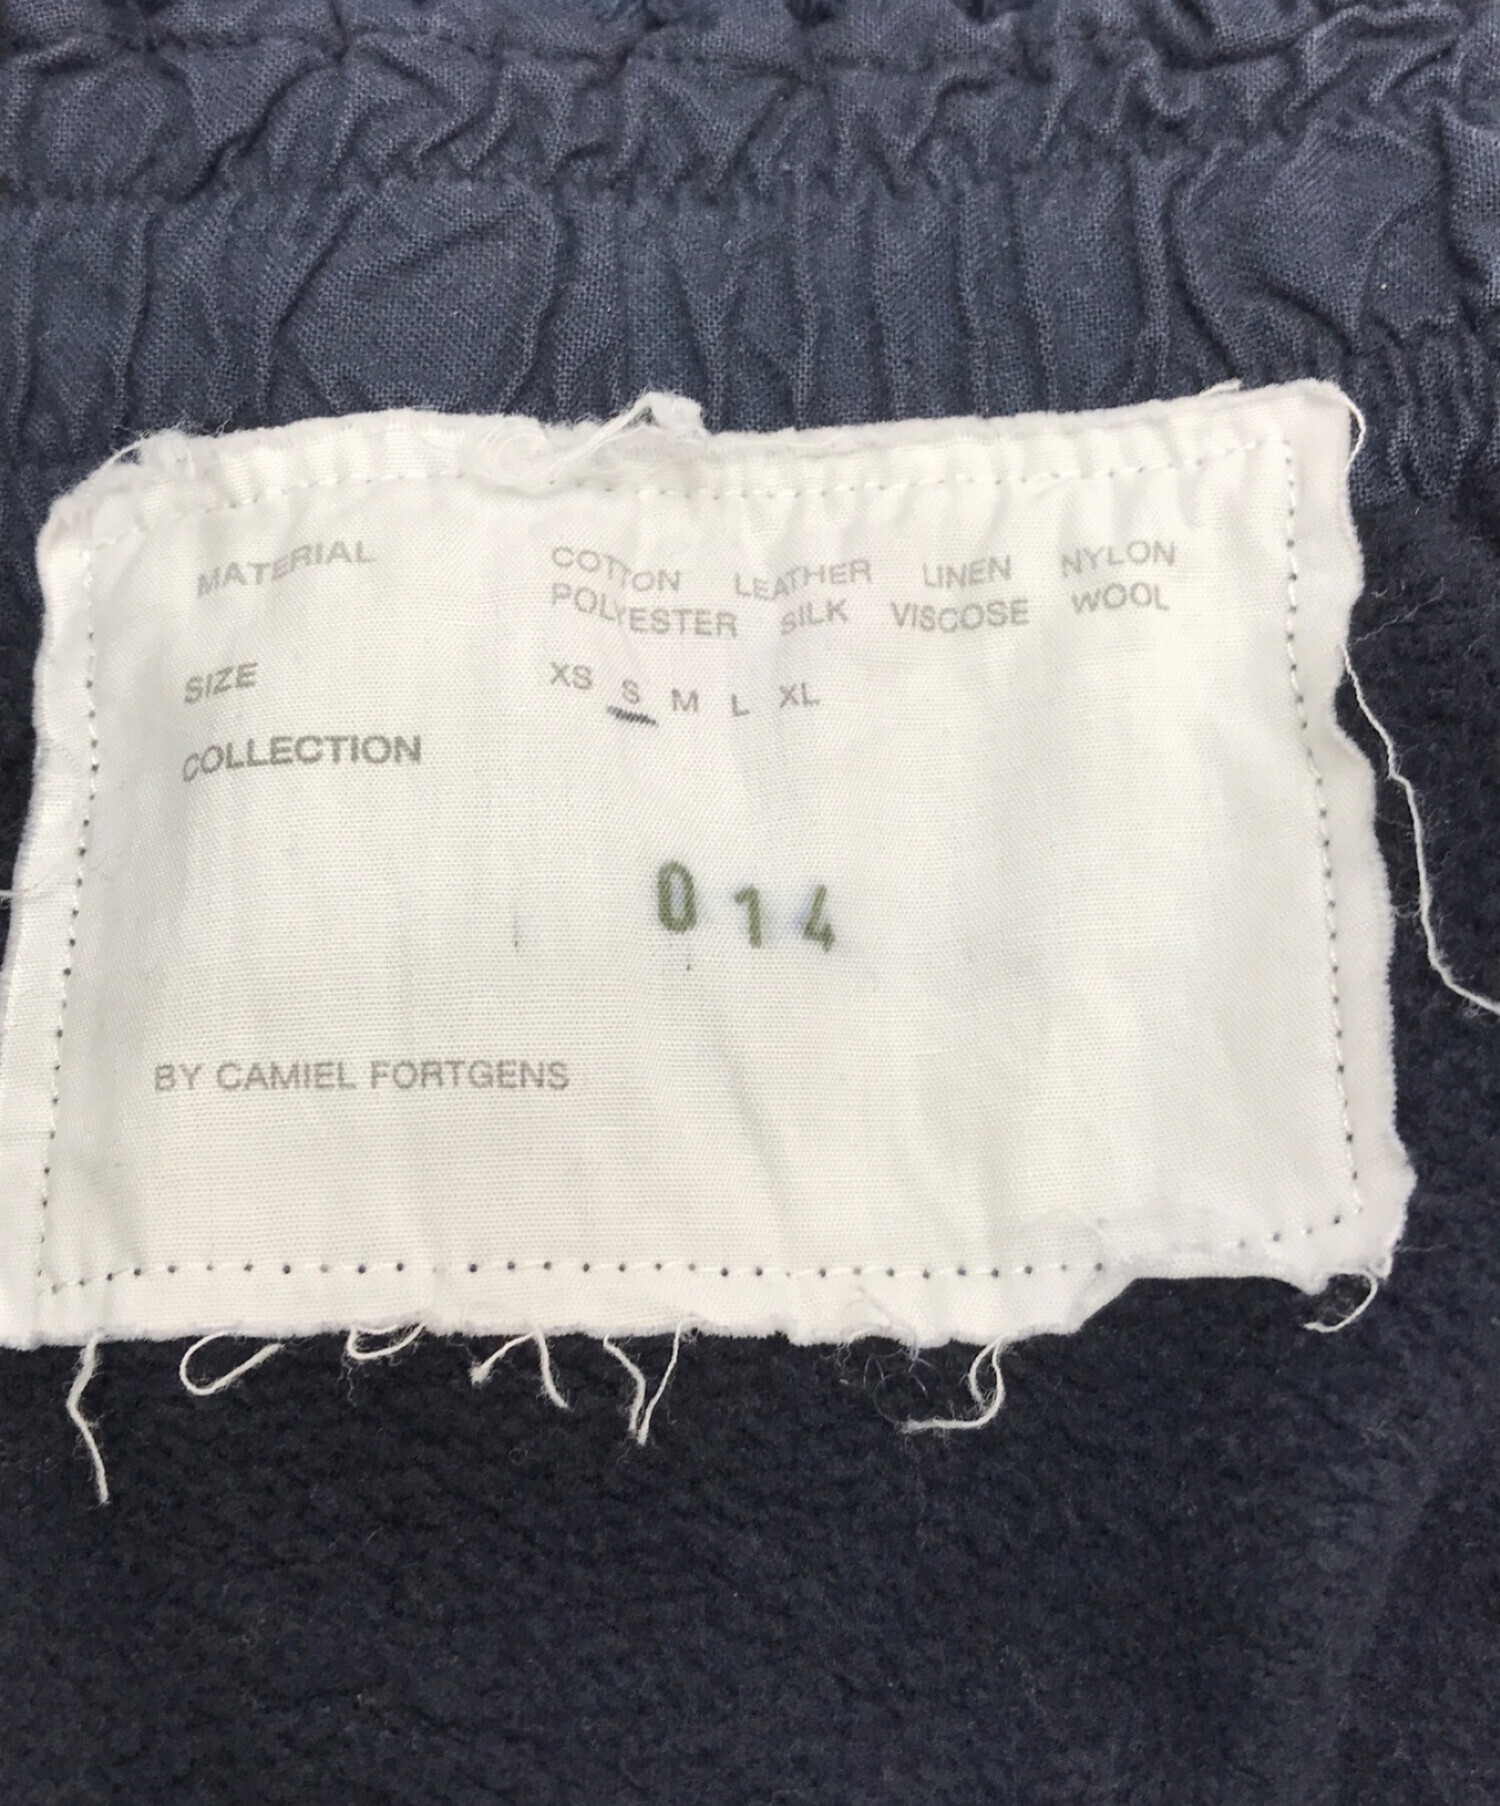 MATERIAL COTTON LEATHER LINEN NYLON
POLYESTER SILK VISCOSE WOOL
SIZE XS S M L XL
COLLECTION
014
BY CAMIEL FORTGENS